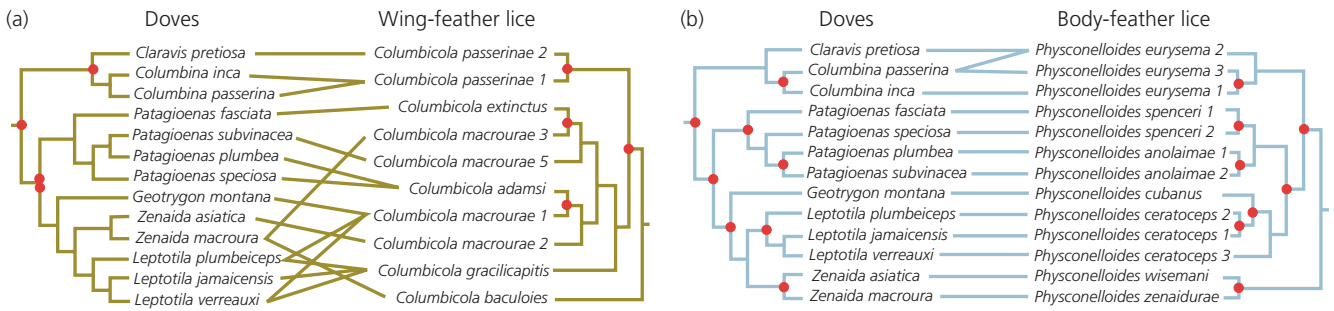 (a) Doves Wing-feather lice
Claravis pretiosa Columbicola passerinae 2
Columbina inca Columbicola passerinae 1
Columbina passerina
Patagioenas fasciata Columbicola extinctus
Patagioenas subvinacea Columbicola macrourae 3
Patagioenas plumbea Columbicola macrourae 5
Patagioenas speciosa Columbicola adamsi
Geotrygon montana Columbicola macrourae 1
Zenaida asiatica
Zenaida macroura Columbicola macrourae 2
Leptotila plumbeiceps Columbicola gracilicapitis
Leptotila jamaicensis
Leptotila verreauxi Columbicola baculoies
(b) Doves Body-feather lice
Claravis pretiosa Physconelloides eurysema 2
Columbina passerina Physconelloides eurysema 3
Columbina inca Physconelloides eurysema 1
Patagioenas fasciata Physconelloides spenceri 1
Patagioenas speciosa Physconelloides spenceri 2
Patagioenas plumbea Physconelloides anolaimae 1
Patagioenas subvinacea Physconelloides anolaimae 2
Geotrygon montana Physconelloides cubanus
Leptotila plumbeiceps Physconelloides ceratoceps 2
Leptotila jamaicensis Physconelloides ceratoceps 1
Leptotila verreauxi Physconelloides ceratoceps 3
Zenaida asiatica Physconelloides wisemani
Zenaida macroura Physconelloides zenaidurae